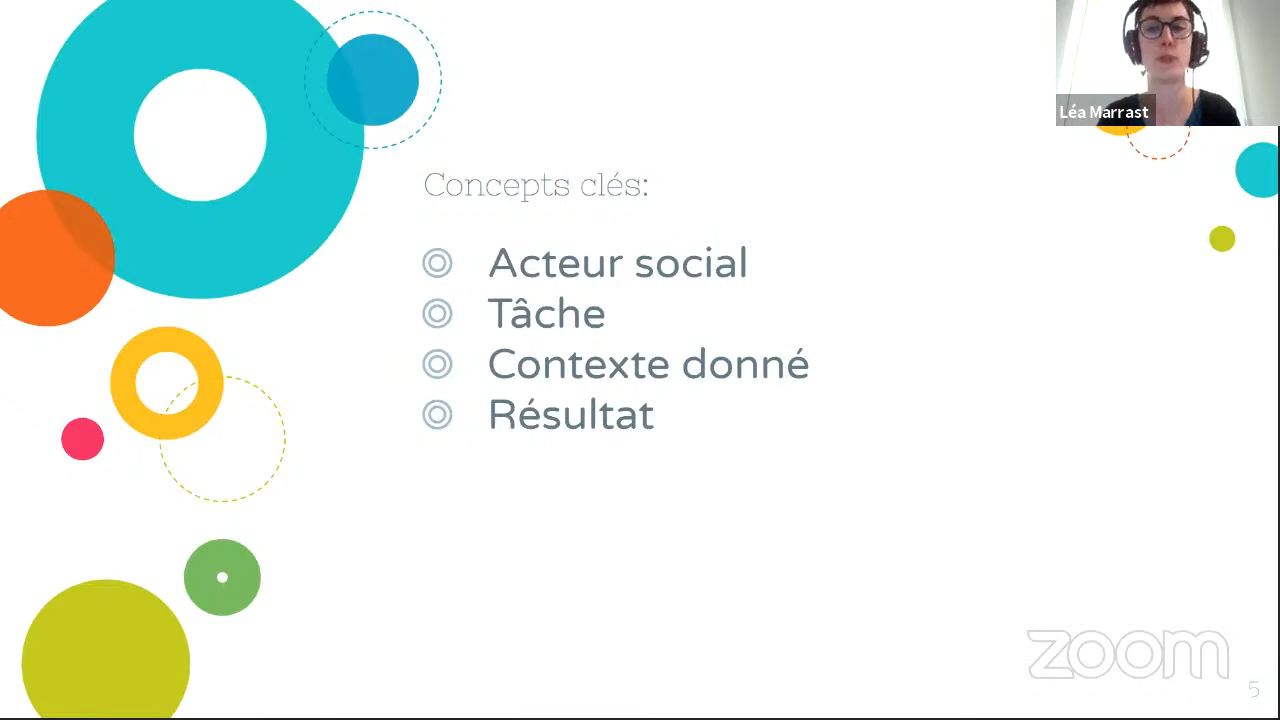 Léa Marrast
Concepts clés:
Acteur social
Tâche
Contexte donné
Résultat
zoom
5